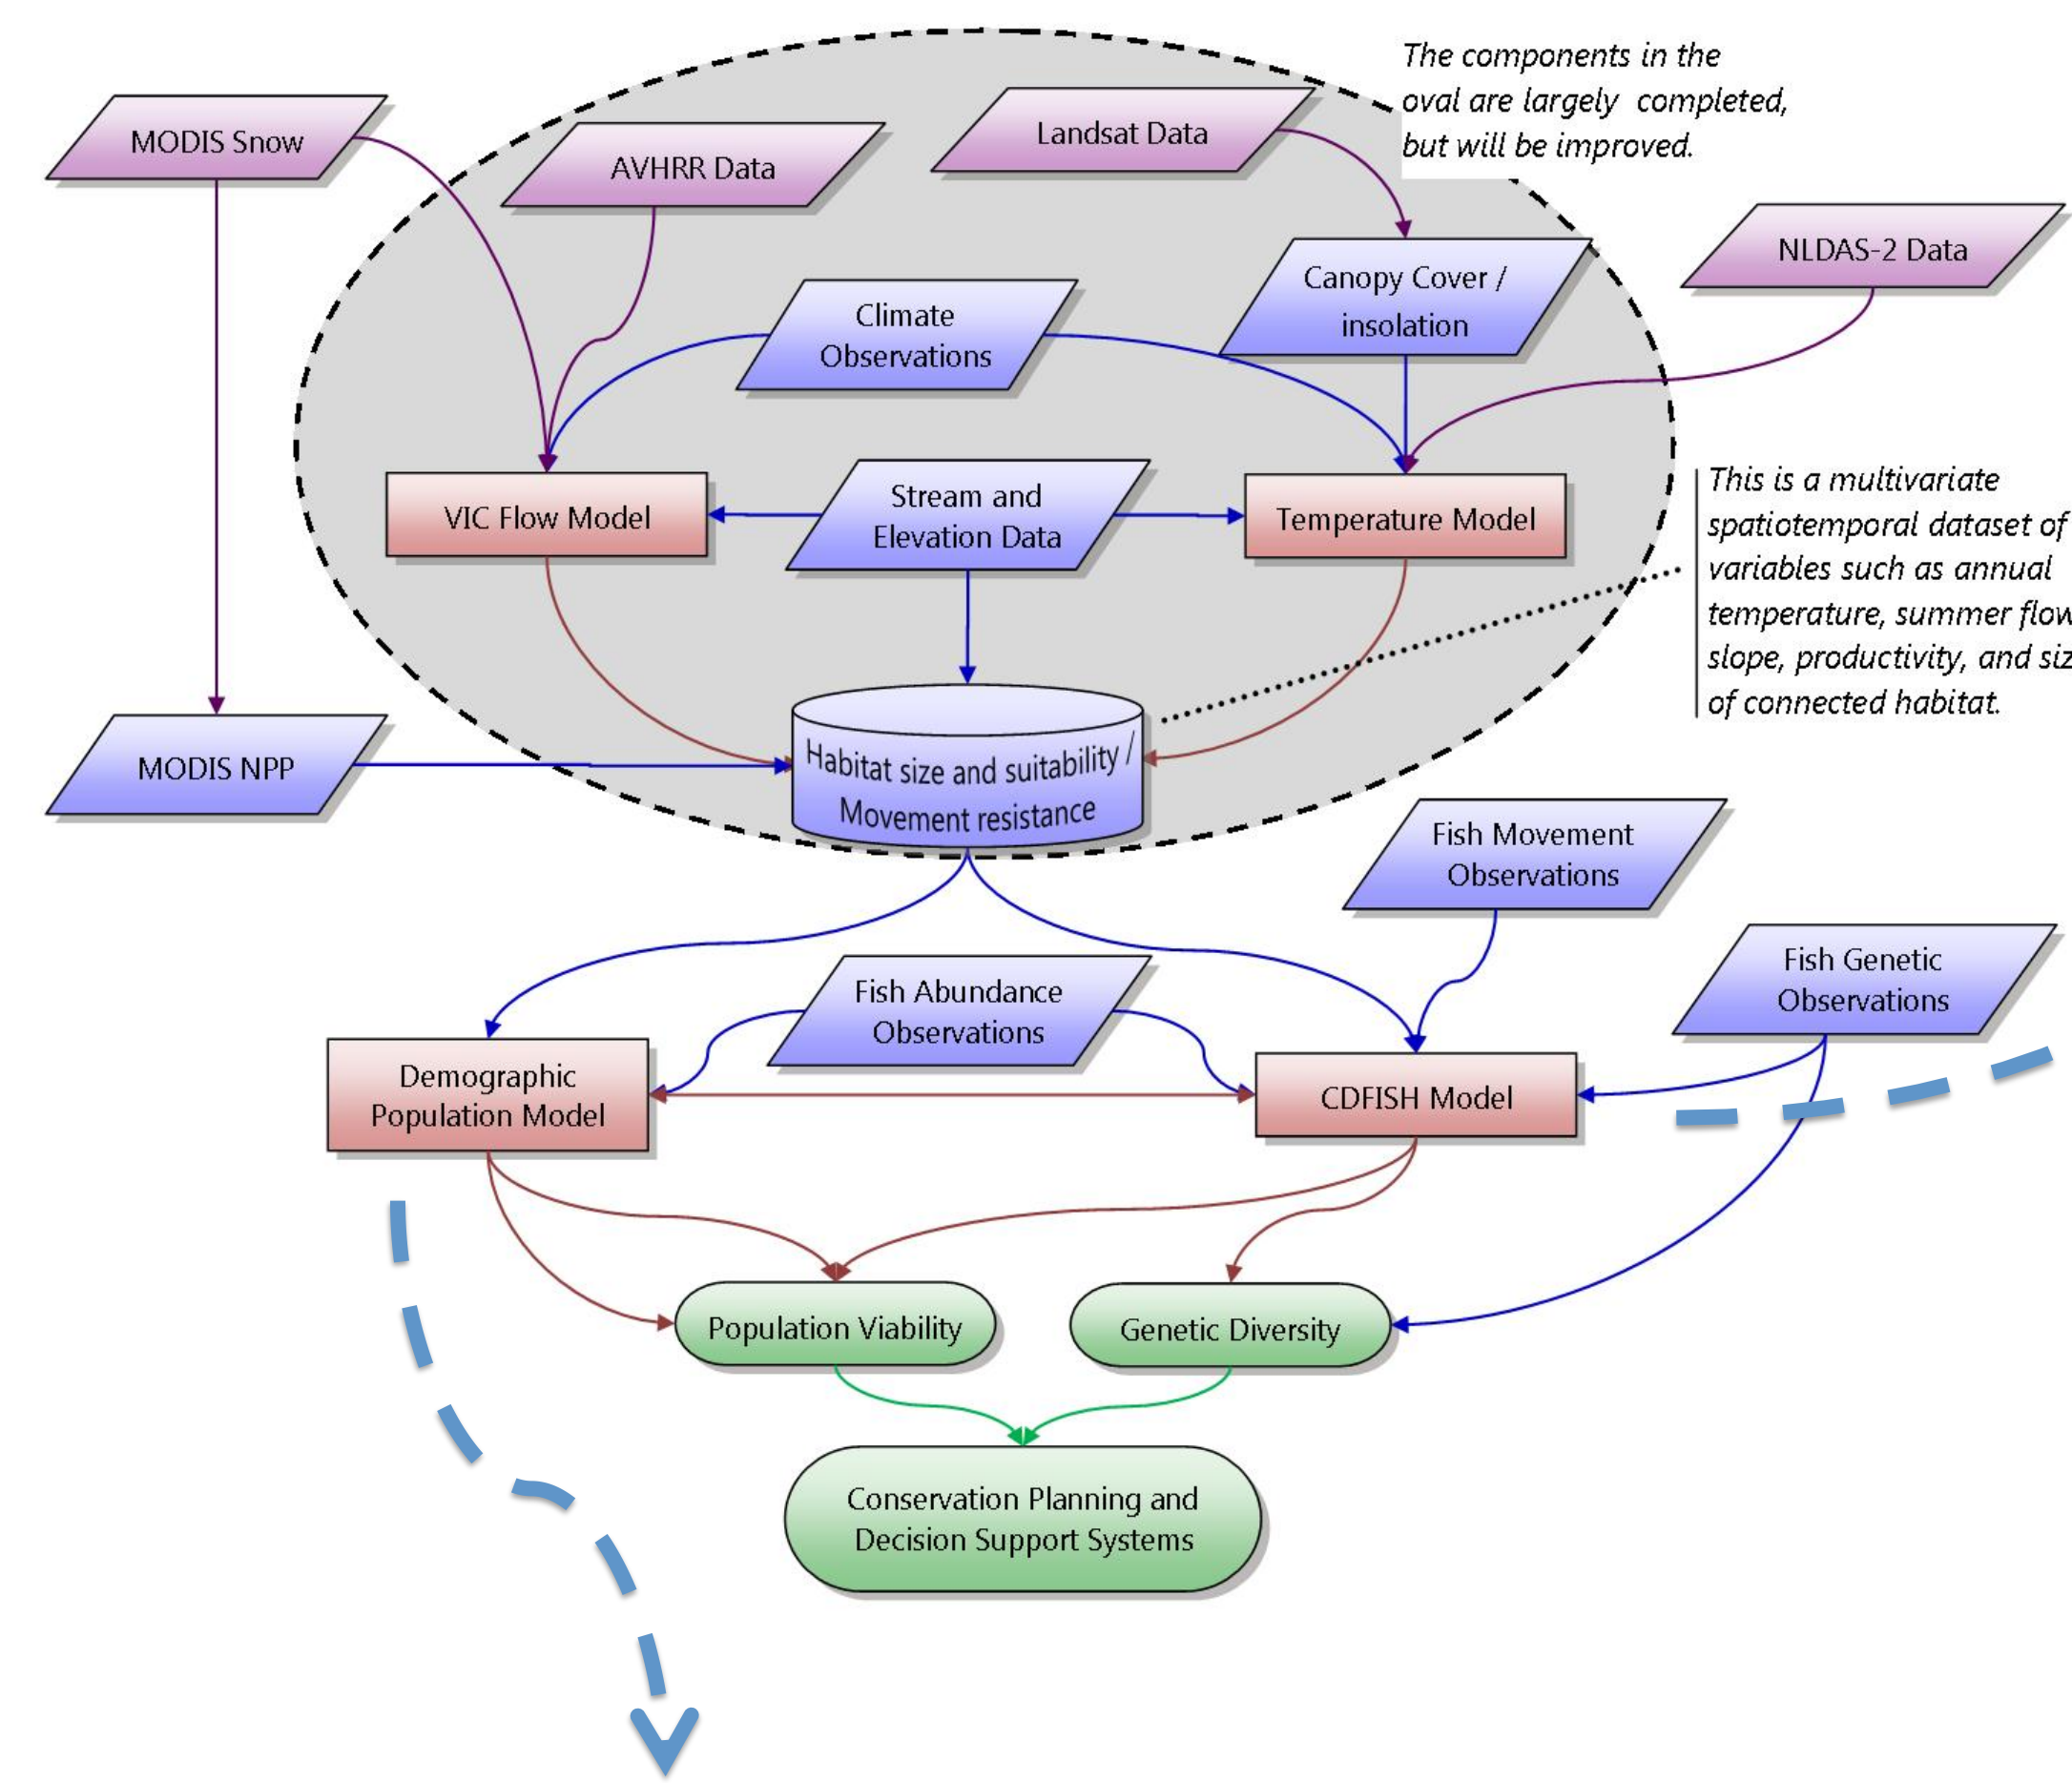 The components in the
oval are largely completed,
but will be improved.
MODIS Snow
AVHRR Data
Landsat Data
NLDAS-2 Data
Climate
Observations
Canopy Cover /
insolation
VIC Flow Model
Stream and
Elevation Data
Temperature Model
This is a multivariate
spatiotemporal dataset of
variables such as annual
temperature, summer flow
slope, productivity, and siz
of connected habitat.
MODIS NPP
Habitat size and suitability /
Movement resistance
Fish Movement
Observations
Fish Genetic
Observations
Fish Abundance
Observations
Demographic
Population Model
CDFISH Model
Population Viability
Genetic Diversity
Conservation Planning and
Decision Support Systems